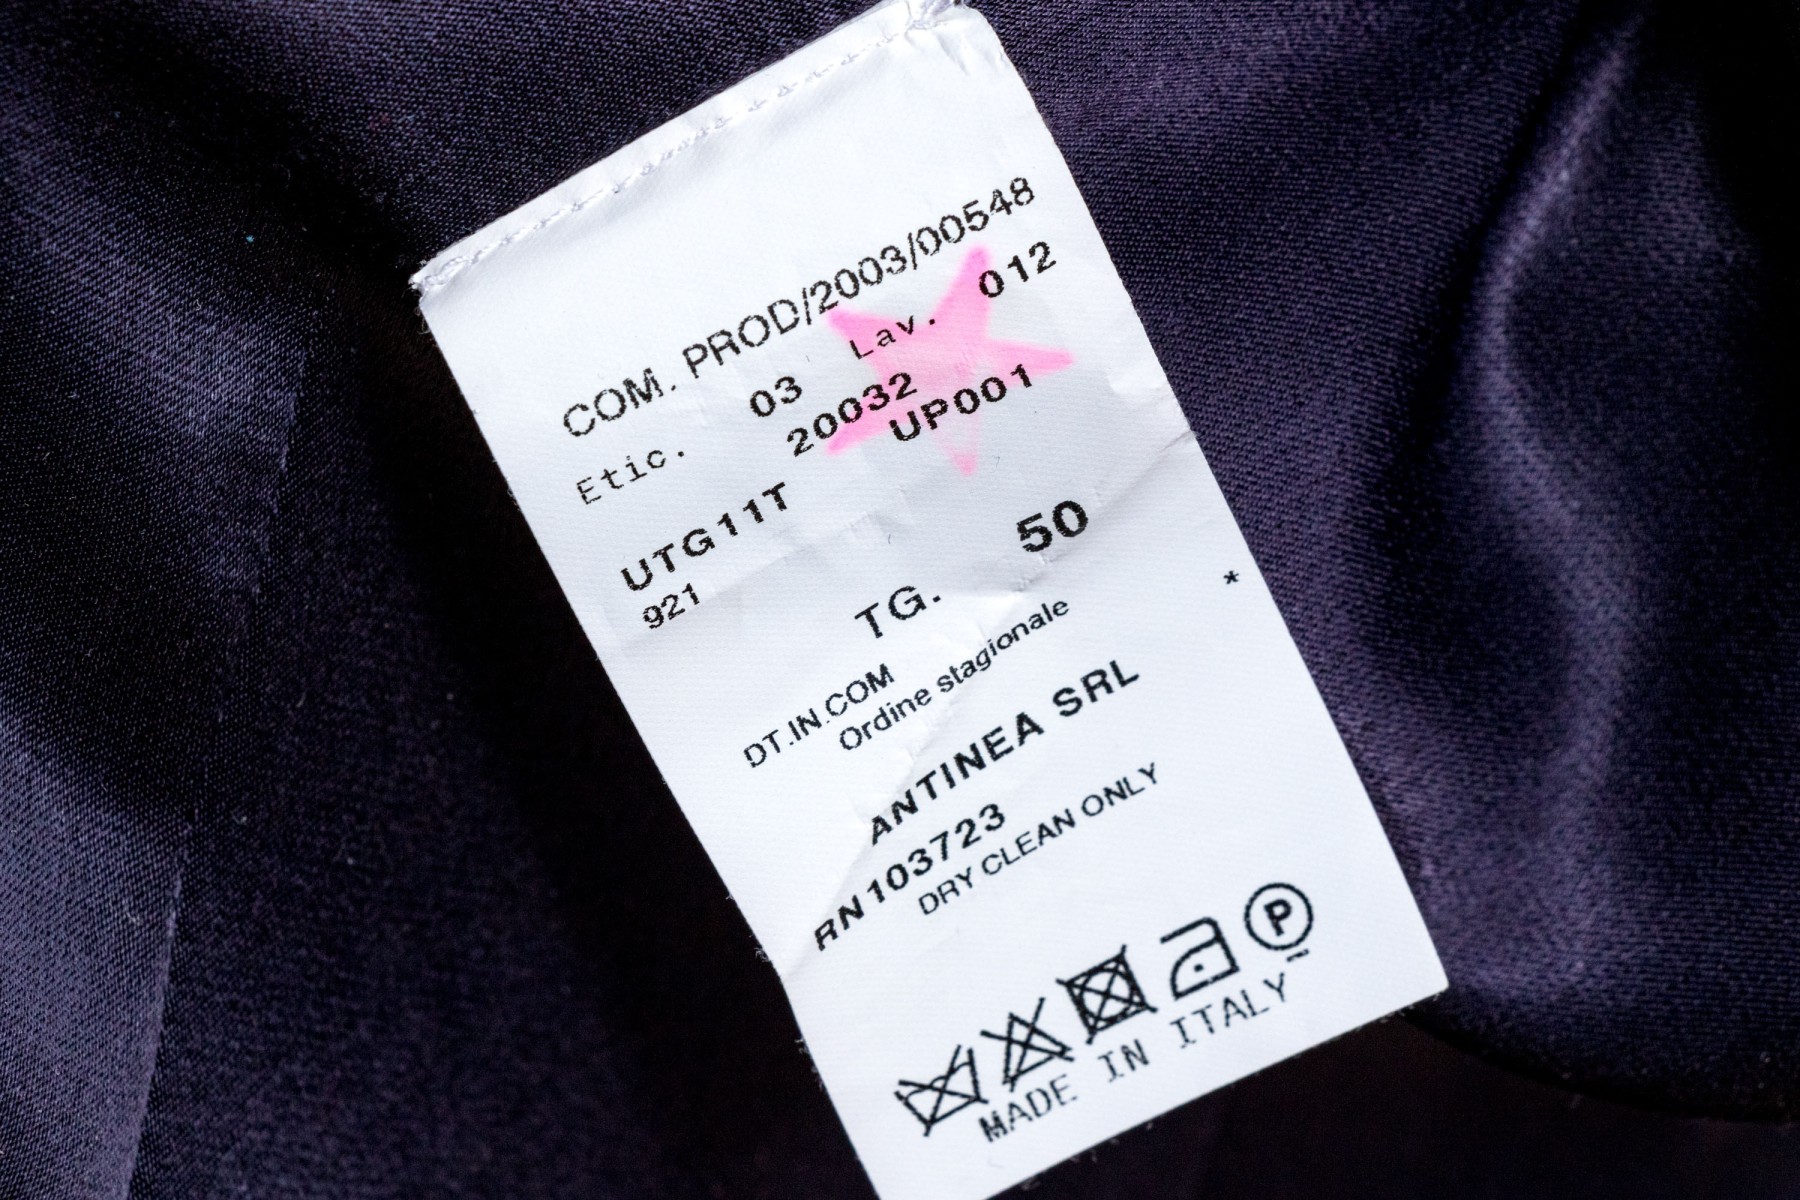 COM. PROD/2003/00548
Etic. 03 Lav. 012
20032
UTG11T UP001
921
TG. 50
DT.IN.COM *
Ordine stagionale
ANTINEA SRL
RN103723
DRY CLEAN ONLY
P
MADE IN ITALY